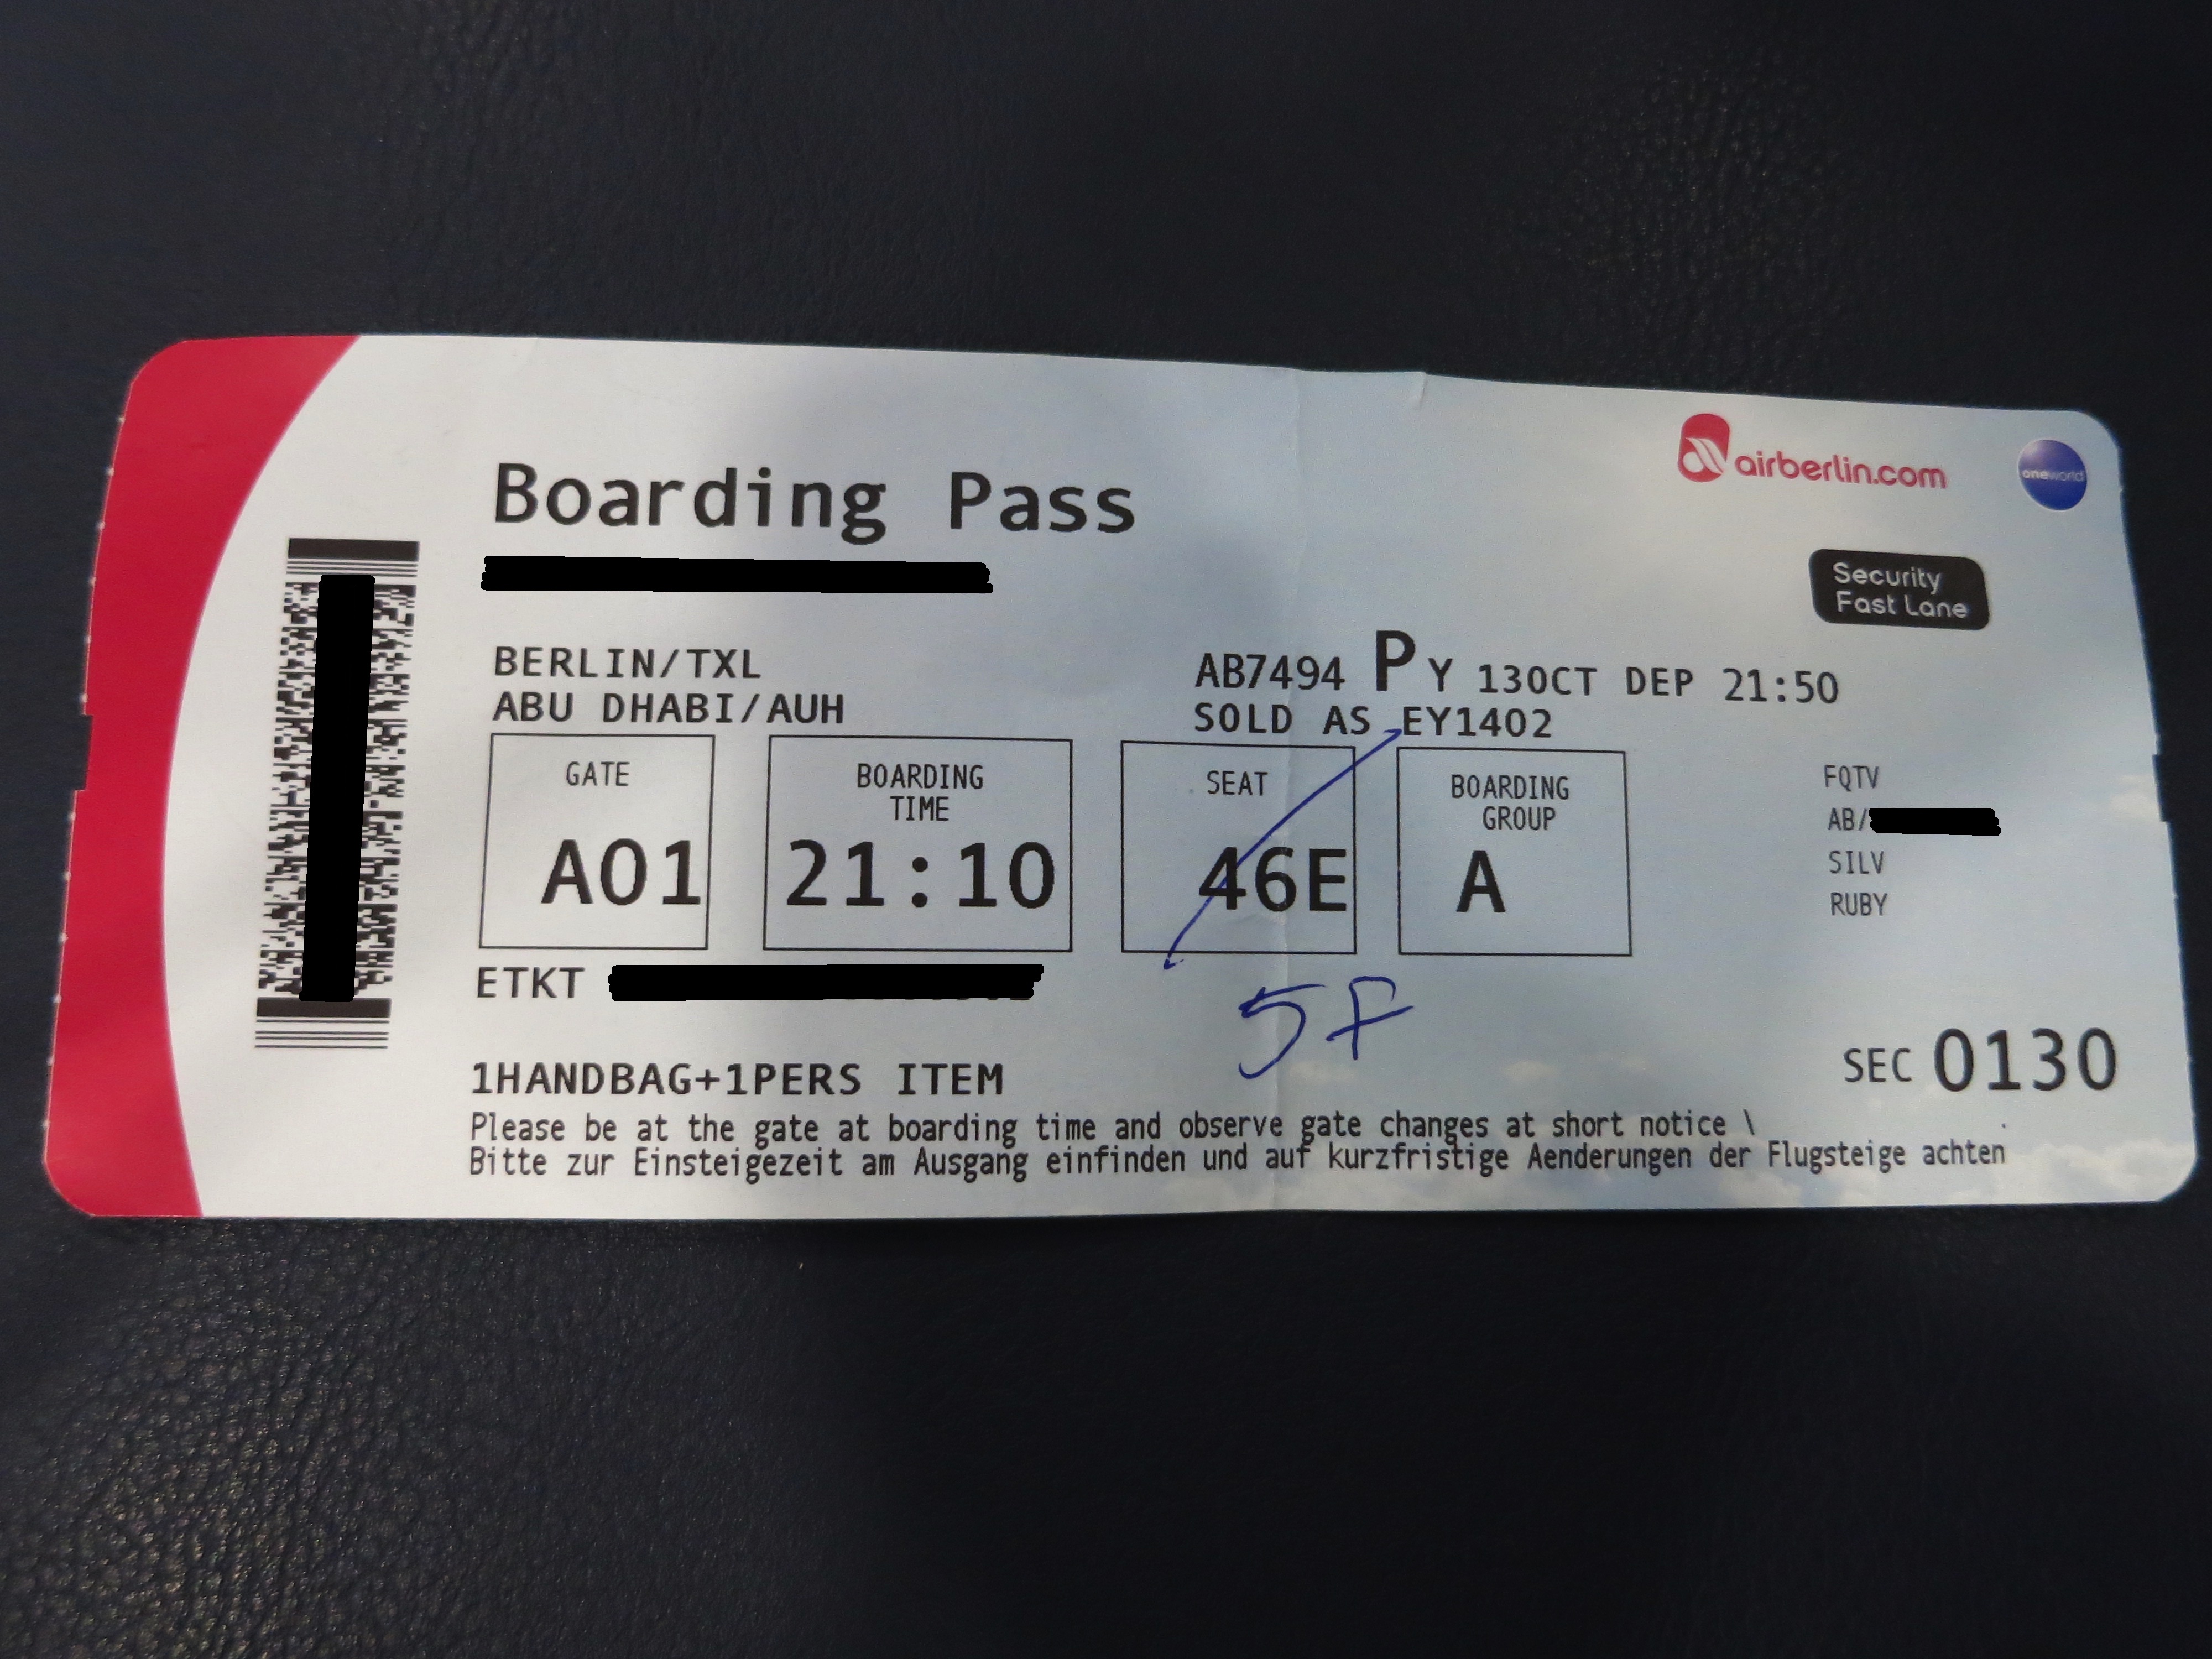 Boarding Pass
airberlin.com
oneworld
Security
Fast Lane
BERLIN/TXL
ABU DHABI/AUH
AB7494 P Y 13OCT DEP 21:50
SOLD AS EY1402
GATE
A01
BOARDING
TIME
21:10
SEAT
46E
5F
BOARDING
GROUP
A
FQTV
AB/
SILV
RUBY
ETKT
SEC 0130
1HANDBAG+1PERS ITEM
Please be at the gate at boarding time and observe gate changes at short notice \
Bitte zur Einsteigezeit am Ausgang einfinden und auf kurzfristige Aenderungen der Flugsteige achten